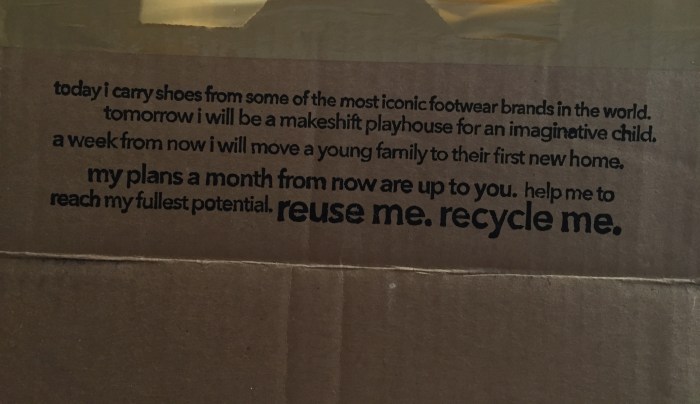 today i carry shoes from some of the most iconic footwear brands in the world.
tomorrow i will be a makeshift playhouse for an imaginative child.
a week from now i will move a young family to their first new home.
my plans a month from now are up to you. help me to
reach my fullest potential. reuse me. recycle me.